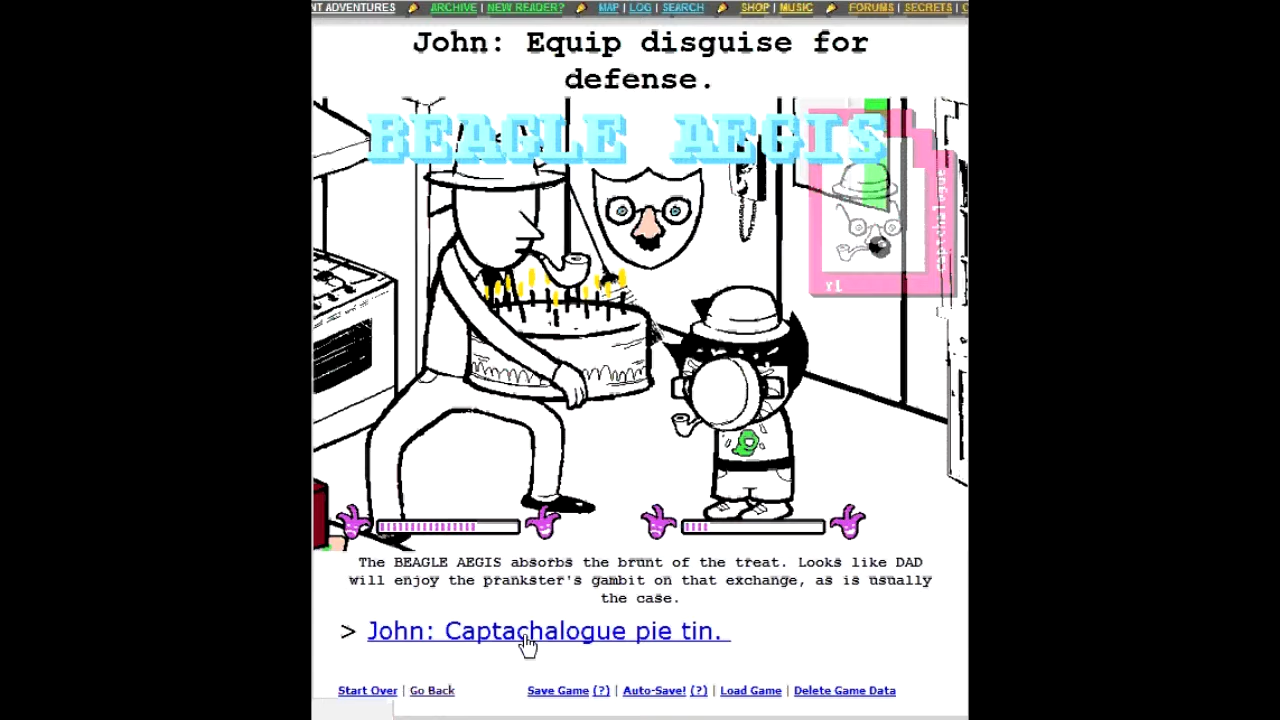 NT ADVENTURES ARCHIVE | NEW READER? MAP | LOG | SEARCH SHOP | MUSIC FORUMS | SECRETS |
John: Equip disguise for
defense.
BEAGLE AEGIS
Captchalogue
x1
The BEAGLE AEGIS absorbs the brunt of the treat. Looks like DAD
will enjoy the prankster's gambit on that exchange, as is usually
the case.
> John: Captachalogue pie tin.
Start Over | Go Back Save Game (?) | Auto-Save! (?) | Load Game | Delete Game Data